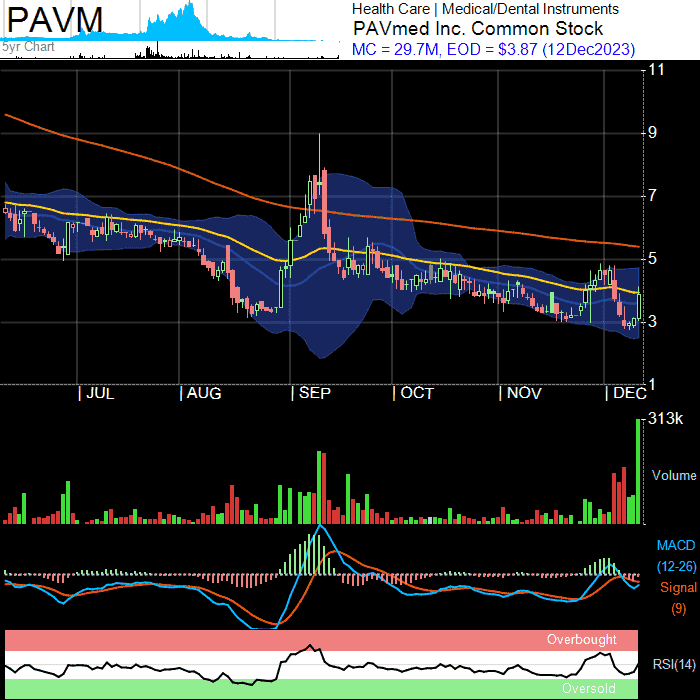 PAVM
5yr Chart
Health Care | Medical/Dental Instruments
PAVmed Inc. Common Stock
MC = 29.7M, EOD = $3.87 (12Dec2023)
11
9
7
5
3
1
| JUL | AUG | SEP | OCT | NOV | DEC
313k
Volume
MACD
(12-26)
Signal
(9)
Overbought
RSI(14)
Oversold